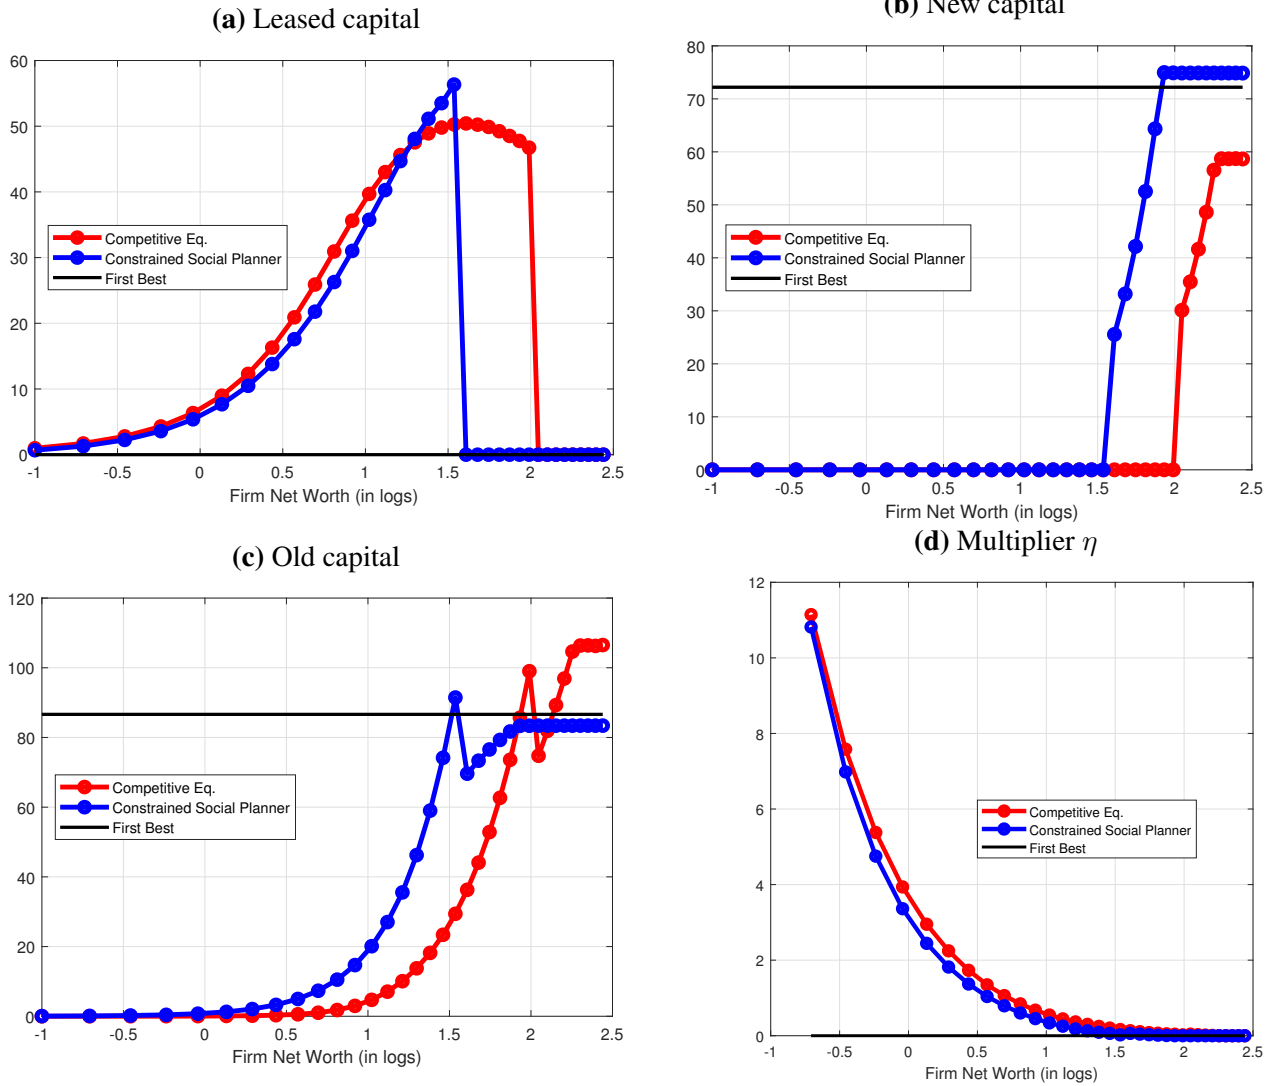 (a) Leased capital
60
50
40
30
20
10
0
-1 -0.5 0 0.5 1 1.5 2 2.5
Firm Net Worth (in logs)
Competitive Eq.
Constrained Social Planner
First Best
(b) New capital
80
70
60
50
40
30
20
10
0
-1 -0.5 0 0.5 1 1.5 2 2.5
Firm Net Worth (in logs)
Competitive Eq.
Constrained Social Planner
First Best
(c) Old capital
120
100
80
60
40
20
0
-1 -0.5 0 0.5 1 1.5 2 2.5
Firm Net Worth (in logs)
Competitive Eq.
Constrained Social Planner
First Best
(d) Multiplier η
12
10
8
6
4
2
0
-1 -0.5 0 0.5 1 1.5 2 2.5
Firm Net Worth (in logs)
Competitive Eq.
Constrained Social Planner
First Best